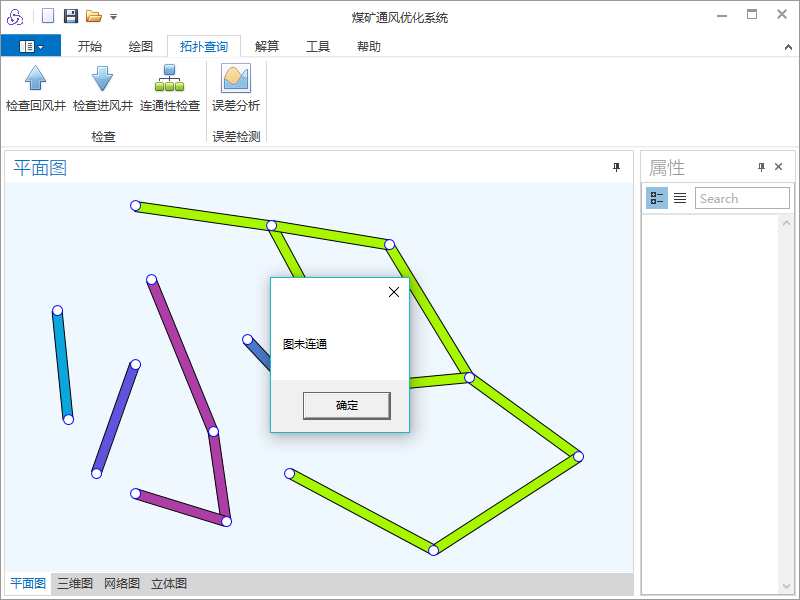 煤矿通风优化系统
开始 绘图 拓扑查询 解算 工具 帮助
检查回风井 检查进风井 连通性检查 误差分析
检查 误差检测
平面图
属性
Search
图未连通
确定
平面图 三维图 网络图 立体图